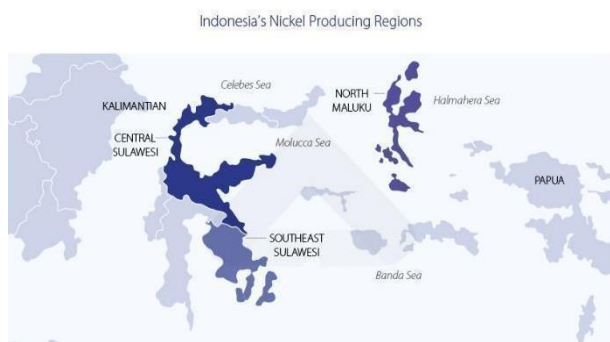 Indonesia's Nickel Producing Regions
Celebes Sea
KALIMANTIAN
NORTH
MALUKU
Halmahera Sea
CENTRAL
SULAWESI
Molucca Sea
PAPUA
SOUTHEAST
SULAWESI
Banda Sea